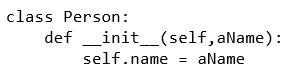 class Person:
    def __init__(self,aName):
        self.name = aName